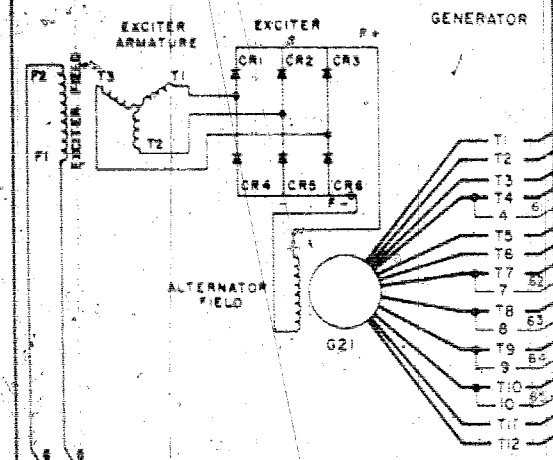 EXCITER ARMATURE
EXCITER
GENERATOR
F2
F1
EXCITER FIELD
T3
T1
T2
F+
CR1
CR2
CR3
CR4
CR5
CR6
F-
ALTERNATOR FIELD
G21
T1
T2
T3
T4
4
T5
T6
T7
7
62
T8
8
63
T9
9
64
T10
10
65
T11
T12